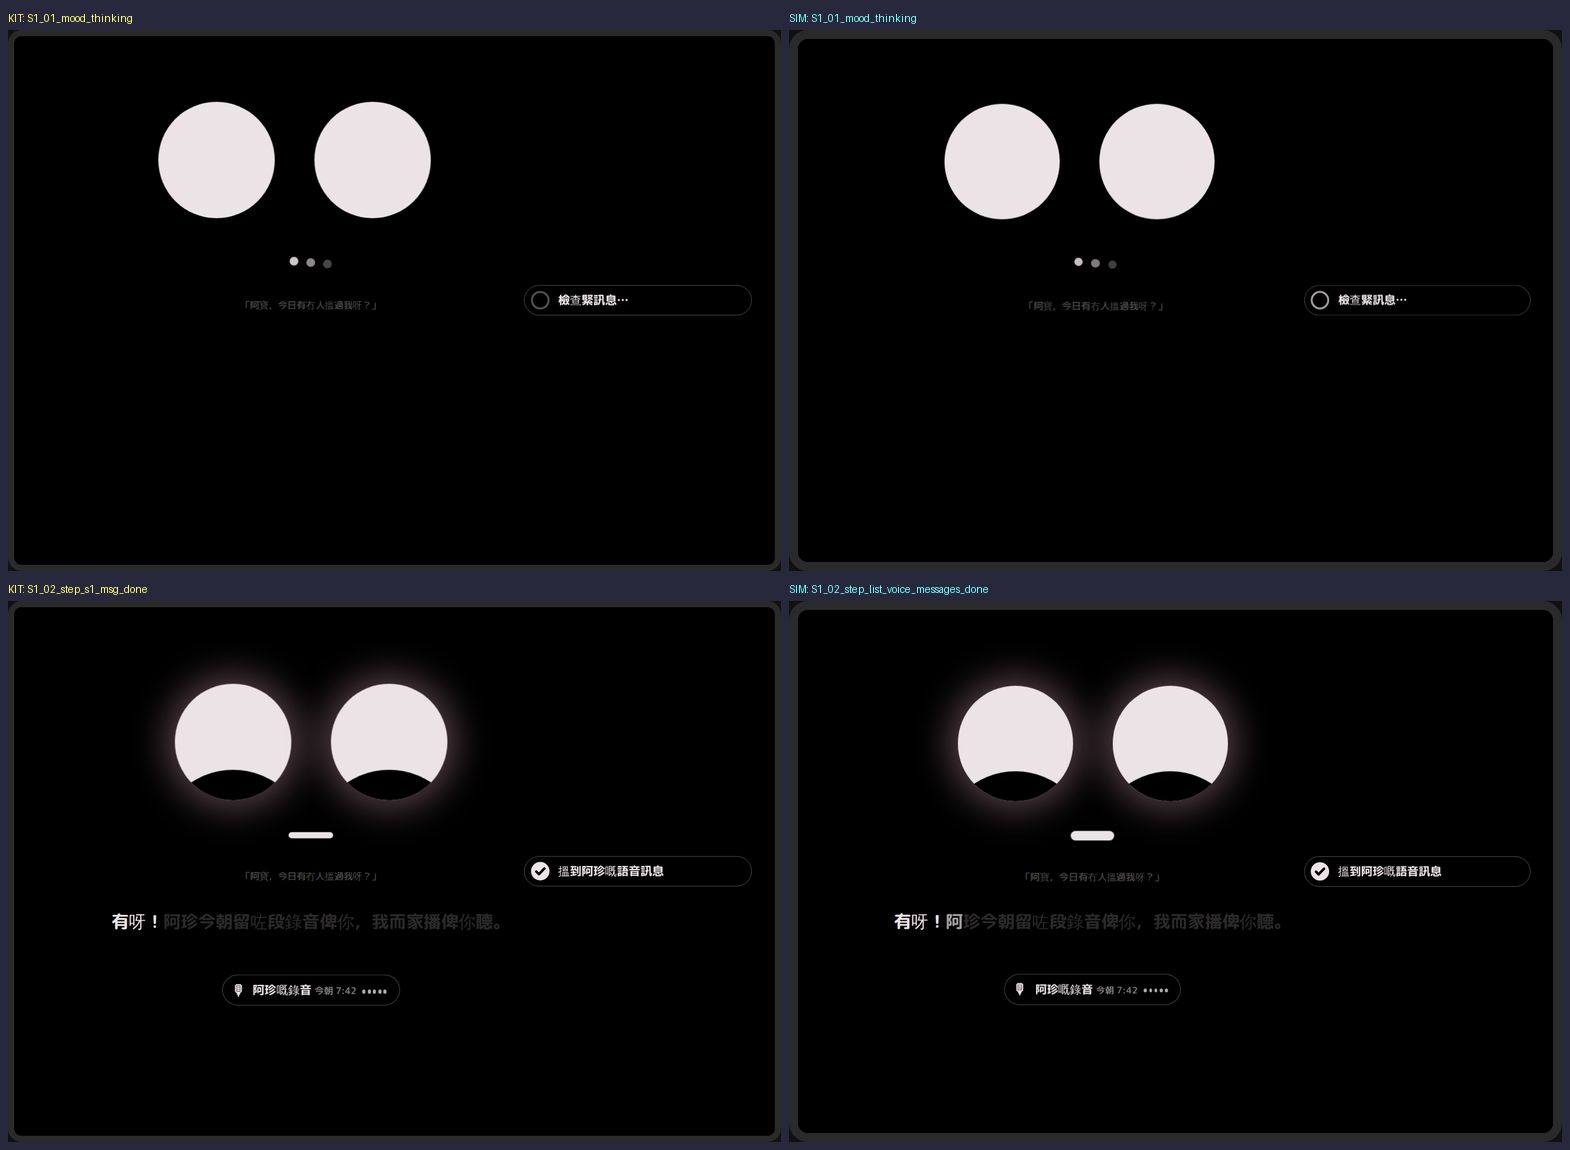 KIT: S1_01_mood_thinking
SIM: S1_01_mood_thinking
「阿寶，今日有冇人搵過我呀？」
檢查緊訊息…
「阿寶，今日有冇人搵過我呀？」
檢查緊訊息…
KIT: S1_02_step_s1_msg_done
SIM: S1_02_step_list_voice_messages_done
「阿寶，今日有冇人搵過我呀？」
搵到阿珍嘅語音訊息
有呀！阿珍今朝留咗段錄音俾你，我而家播俾你聽。
阿珍嘅錄音 今朝 7:42
「阿寶，今日有冇人搵過我呀？」
搵到阿珍嘅語音訊息
有呀！阿珍今朝留咗段錄音俾你，我而家播俾你聽。
阿珍嘅錄音 今朝 7:42